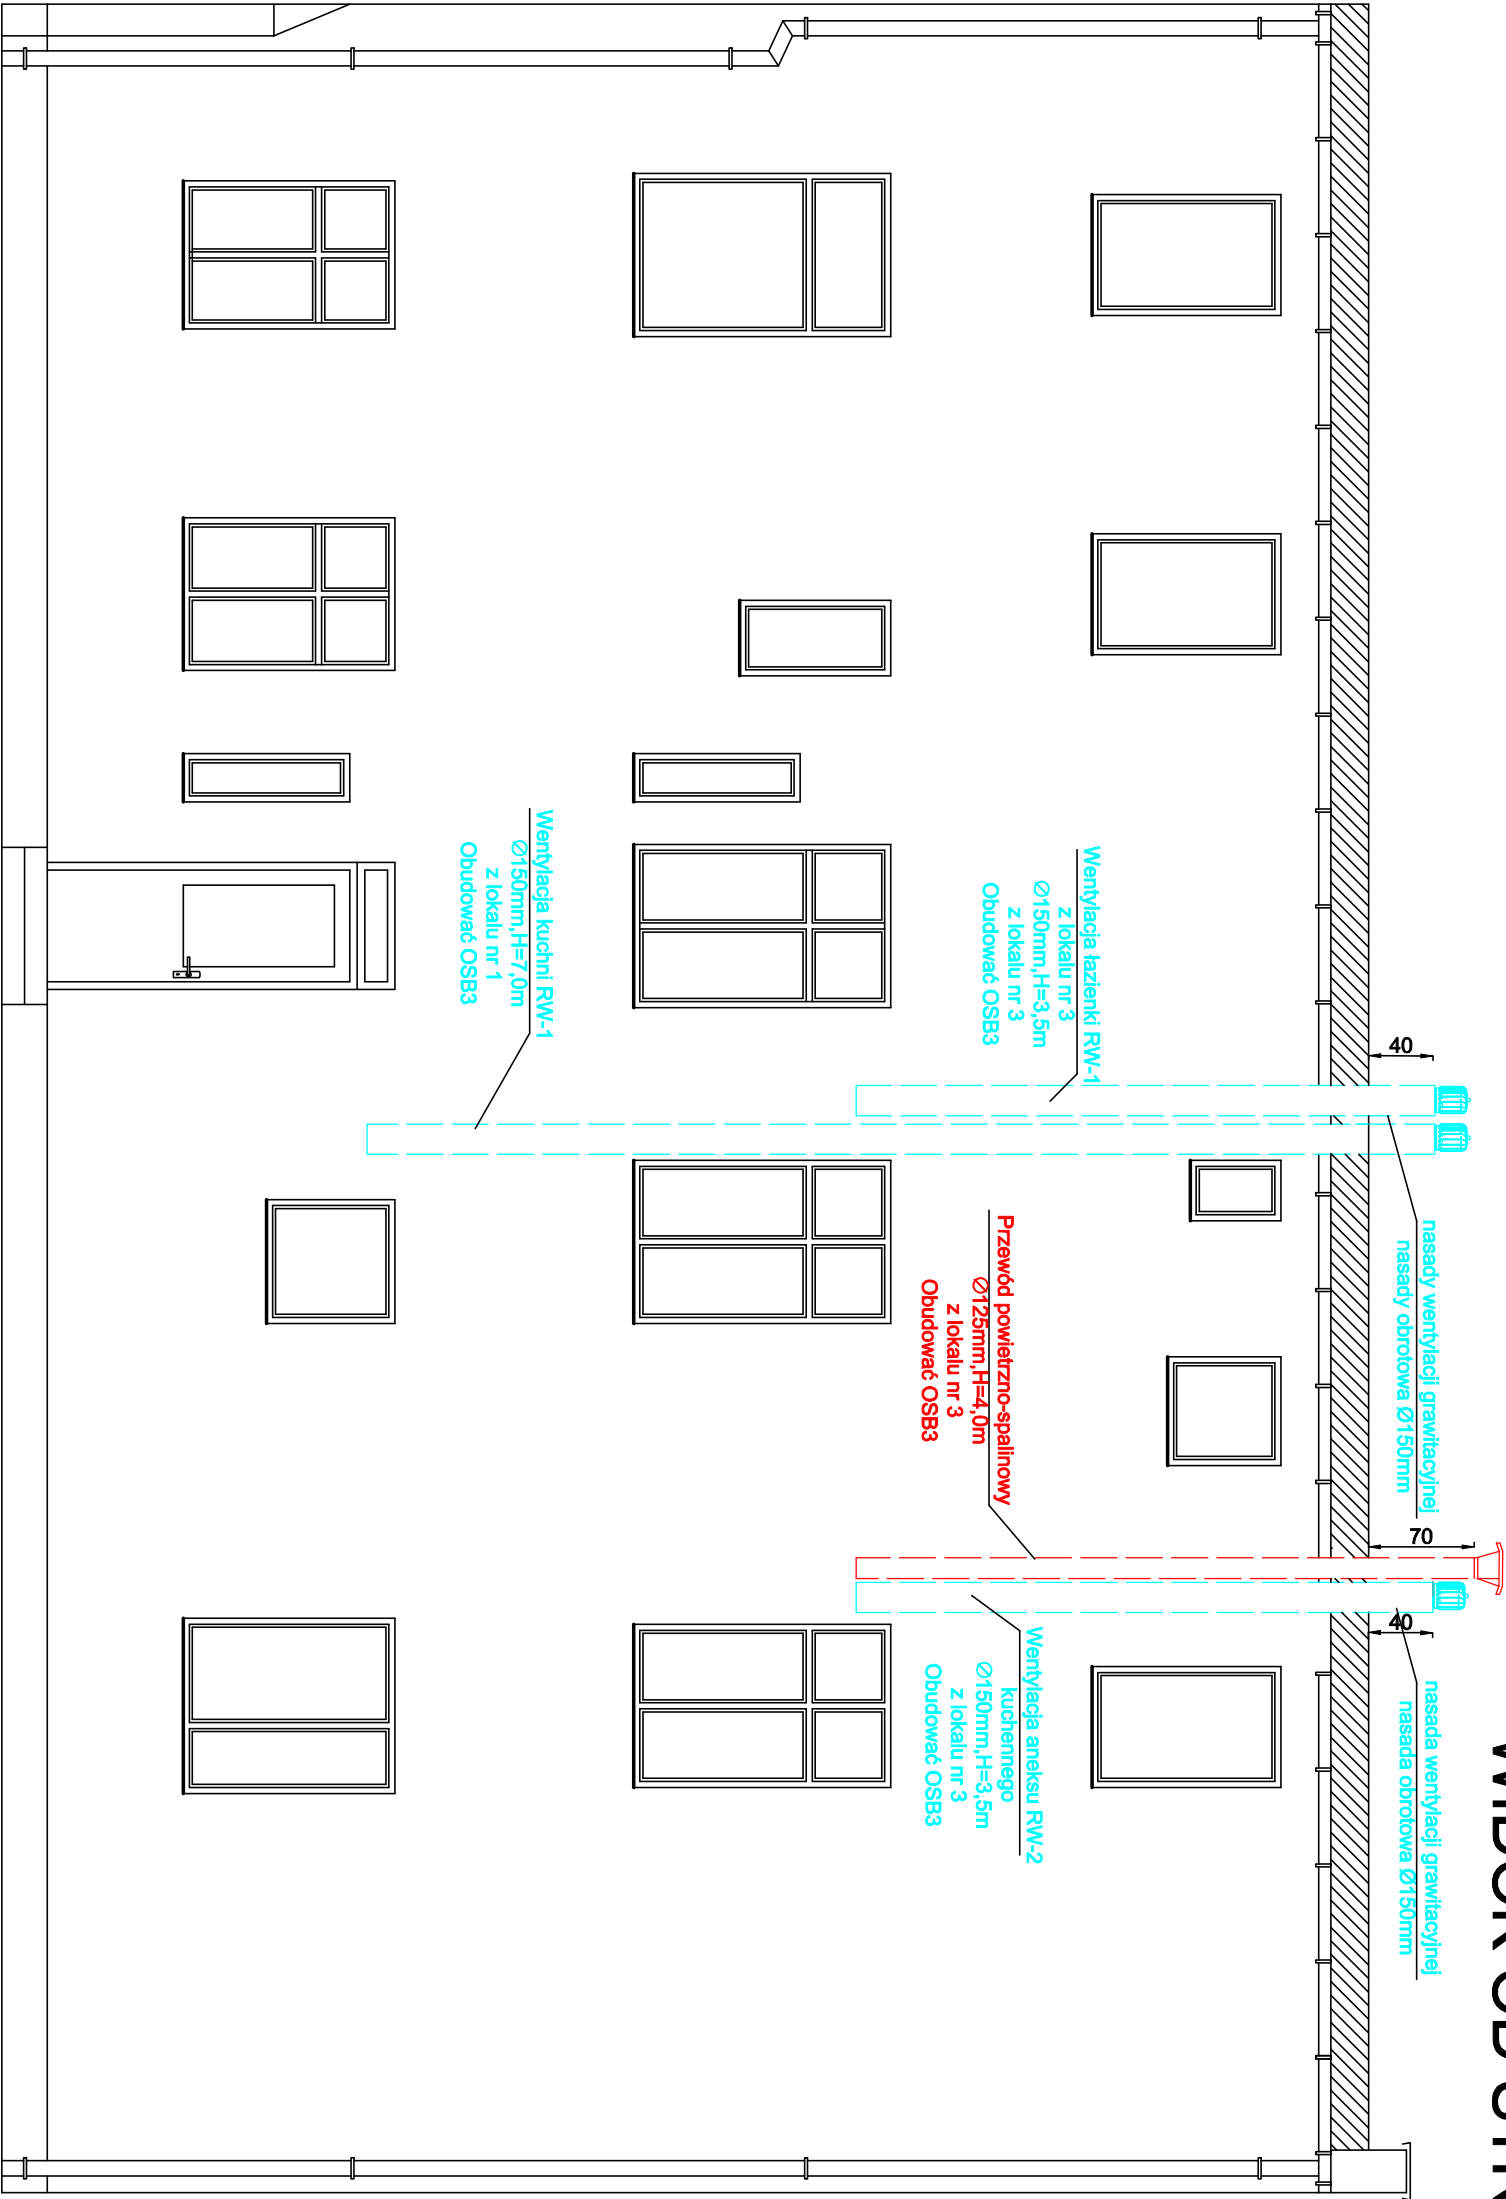 WIDOK OD
nasady wentylacji grawitacyjnej
nasady obrotowa Ø150mm
nasada wentylacji grawitacyjnej
nasada obrotowa Ø150mm
40
70
40
Wentylacja łazienki RW-1
z lokalu nr 3
Ø150mm,H=3,5m
z lokalu nr 3
Obudować OSB3
Przewód powietrzno-spalinowy
Ø125mm,H=4,0m
z lokalu nr 3
Obudować OSB3
Wentylacja aneksu RW-2
kuchennego
Ø150mm,H=3,5m
z lokalu nr 3
Obudować OSB3
Wentylacja kuchni RW-1
Ø150mm,H=7,0m
z lokalu nr 1
Obudować OSB3